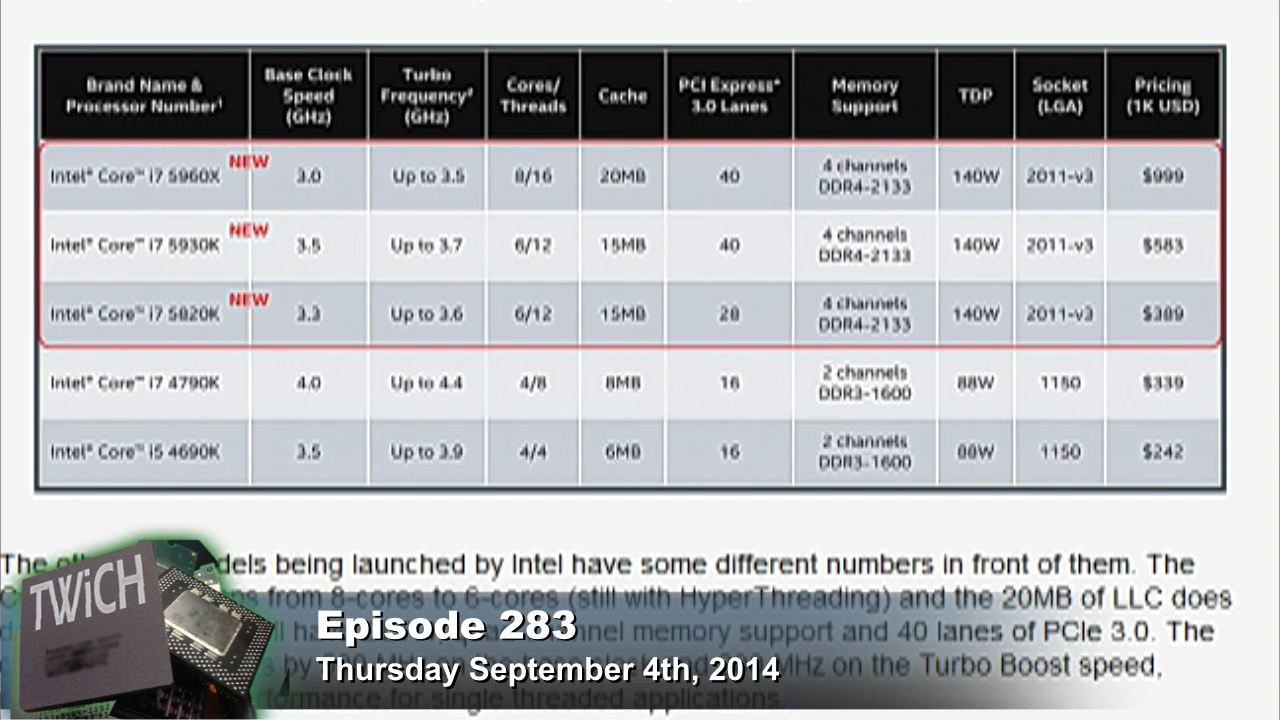 Brand Name & Processor Number¹ Base Clock Speed (GHz) Turbo Frequency² (GHz) Cores/ Threads Cache PCI Express* 3.0 Lanes Memory Support TDP Socket (LGA) Pricing (1K USD)
Intel® Core™ i7 5960X NEW 3.0 Up to 3.5 8/16 20MB 40 4 channels DDR4-2133 140W 2011-v3 $999
Intel® Core™ i7 5930K NEW 3.5 Up to 3.7 6/12 15MB 40 4 channels DDR4-2133 140W 2011-v3 $583
Intel® Core™ i7 5820K NEW 3.3 Up to 3.6 6/12 15MB 28 4 channels DDR4-2133 140W 2011-v3 $389
Intel® Core™ i7 4790K 4.0 Up to 4.4 4/8 8MB 16 2 channels DDR3-1600 88W 1150 $339
Intel® Core™ i5 4690K 3.5 Up to 3.9 4/4 6MB 16 2 channels DDR3-1600 88W 1150 $242
The dels being launched by Intel have some different numbers in front of them. The
from 8-cores to 6-cores (still with HyperThreading) and the 20MB of LLC does
nnel memory support and 40 lanes of PCIe 3.0. The
by MHz on the Turbo Boost speed,
formance for single threaded applications
TWiCH
Episode 283
Thursday September 4th, 2014